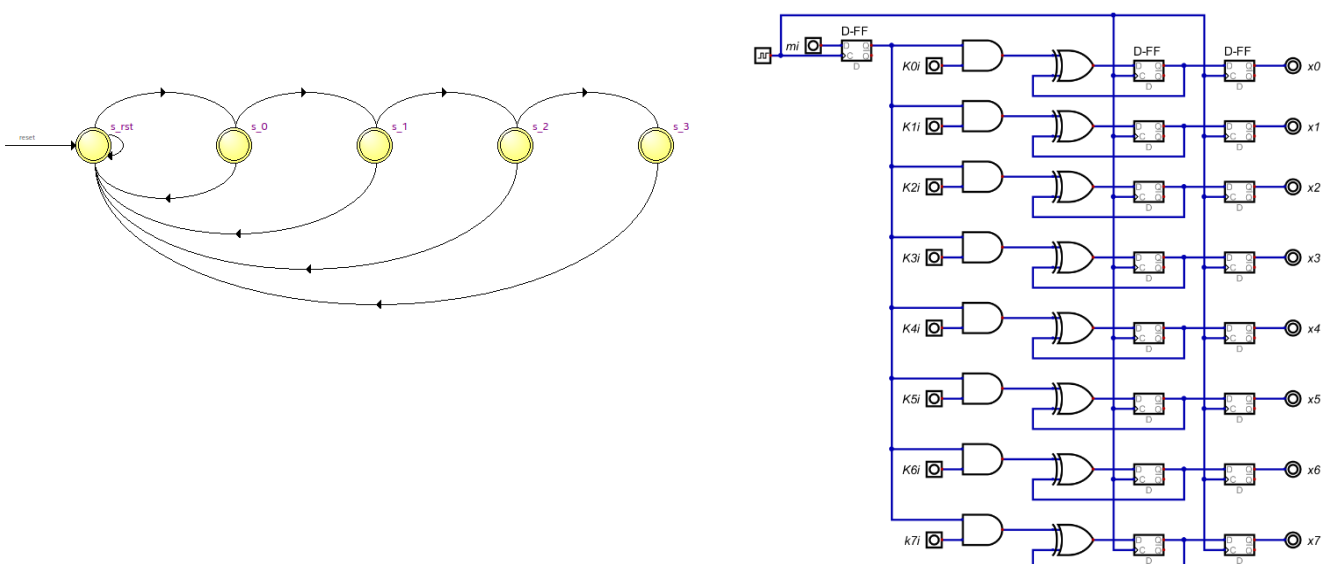 reset
s_rst
s_0
s_1
s_2
s_3
mi
D-FF
D Q
C Q
D
D-FF
D-FF
K0i
D Q
C Q
D
D Q
C Q
D
x0
K1i
D Q
C Q
D
D Q
C Q
D
x1
K2i
D Q
C Q
D
D Q
C Q
D
x2
K3i
D Q
C Q
D
D Q
C Q
D
x3
K4i
D Q
C Q
D
D Q
C Q
D
x4
K5i
D Q
C Q
D
D Q
C Q
D
x5
K6i
D Q
C Q
D
D Q
C Q
D
x6
k7i
D Q
C Q
D
D Q
C Q
D
x7